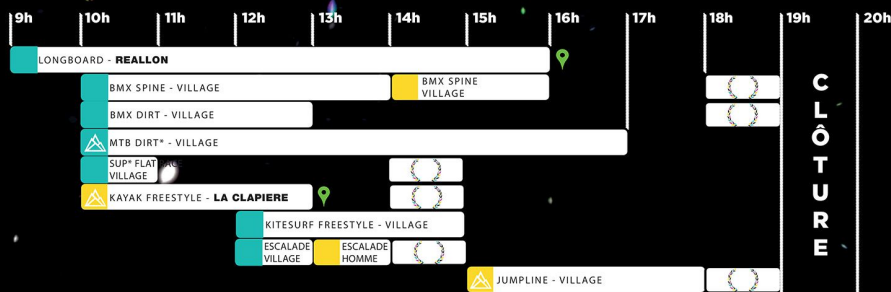 9h 10h 11h 12h 13h 14h 15h 16h 17h 18h 19h 20h
LONGBOARD - REALLON
BMX SPINE - VILLAGE
BMX SPINE
VILLAGE
BMX DIRT - VILLAGE
MTB DIRT* - VILLAGE
SUP* FLAT RACE
VILLAGE
KAYAK FREESTYLE - LA CLAPIERE
KITESURF FREESTYLE - VILLAGE
ESCALADE
VILLAGE
ESCALADE
HOMME
JUMPLINE - VILLAGE
CLÔTURE